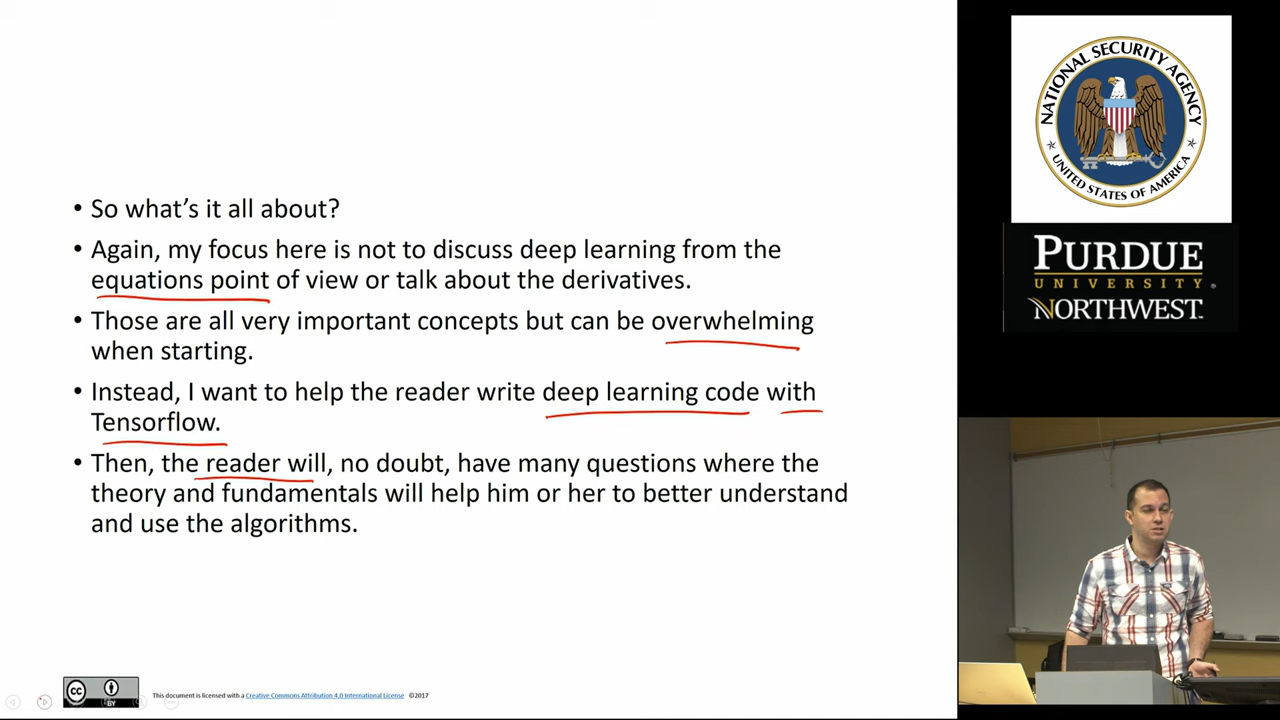 • So what's it all about?
• Again, my focus here is not to discuss deep learning from the
equations point of view or talk about the derivatives.
• Those are all very important concepts but can be overwhelming
when starting.
• Instead, I want to help the reader write deep learning code with
Tensorflow.
• Then, the reader will, no doubt, have many questions where the
theory and fundamentals will help him or her to better understand
and use the algorithms.
cc
BY
This document is licensed with a Creative Commons Attribution 4.0 International License ©2017
NATIONAL SECURITY AGENCY
UNITED STATES OF AMERICA
PURDUE
UNIVERSITY
NORTHWEST